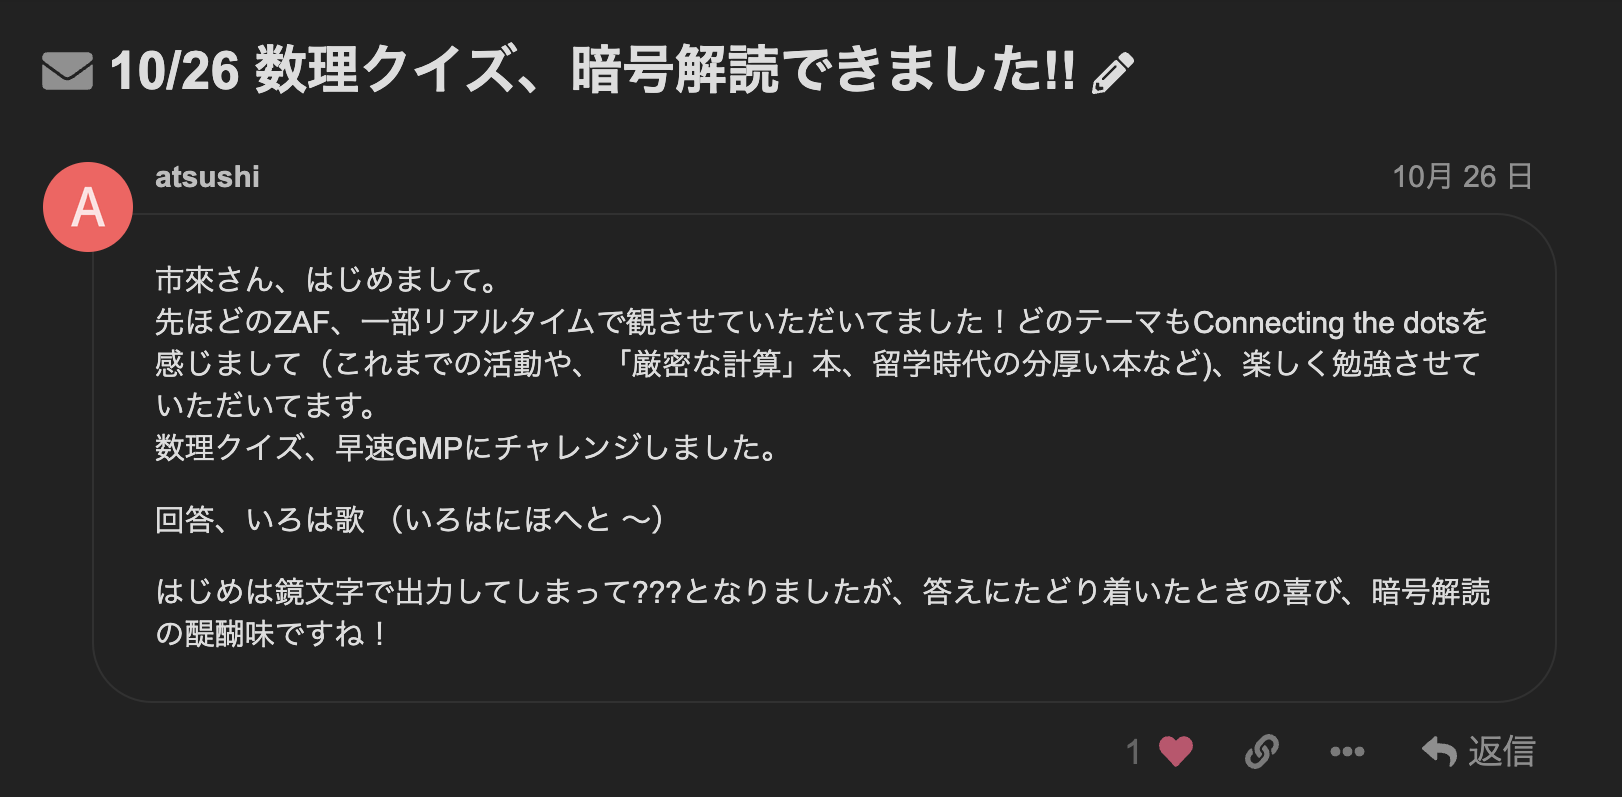 10/26 数理クイズ、暗号解読できました!!
A
atsushi
10月 26 日
市來さん、はじめまして。
先ほどのZAF、一部リアルタイムで観させていただいてました！どのテーマもConnecting the dotsを
感じまして（これまでの活動や、「厳密な計算」本、留学時代の分厚い本など)、楽しく勉強させて
いただいてます。
数理クイズ、早速GMPにチャレンジしました。
回答、いろは歌 （いろはにほへと 〜）
はじめは鏡文字で出力してしまって???となりましたが、答えにたどり着いたときの喜び、暗号解読
の醍醐味ですね！
1
返信